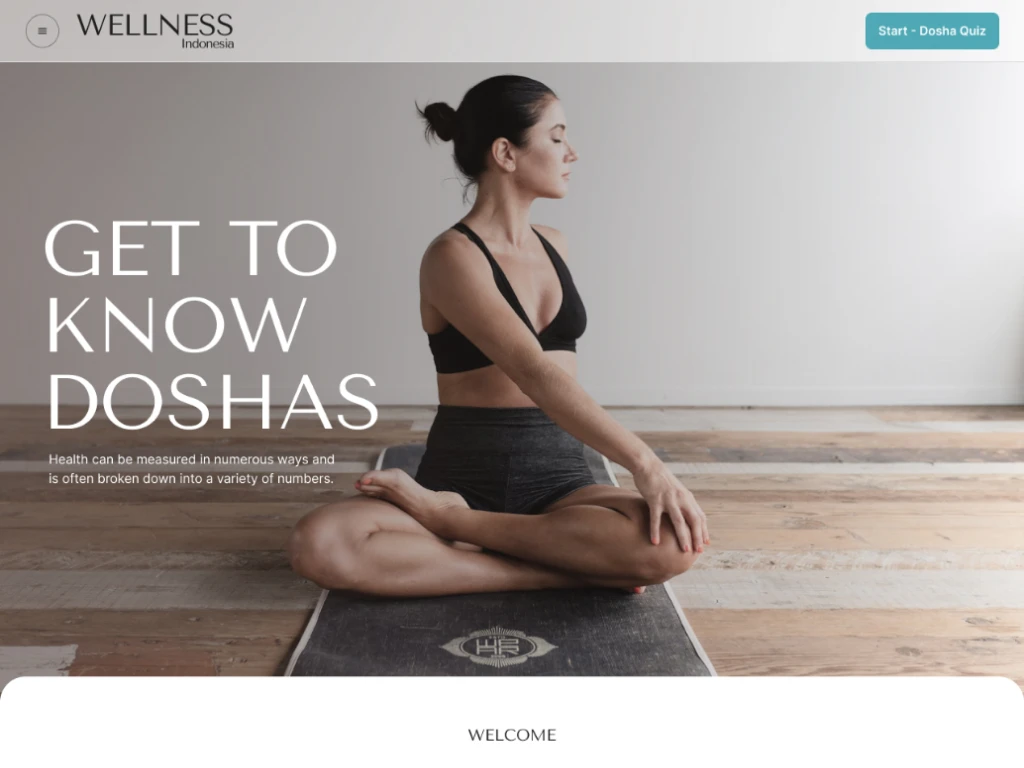 WELLNESS
Indonesia
Start - Dosha Quiz
GET TO
KNOW
DOSHAS
Health can be measured in numerous ways and
is often broken down into a variety of numbers.
WELCOME